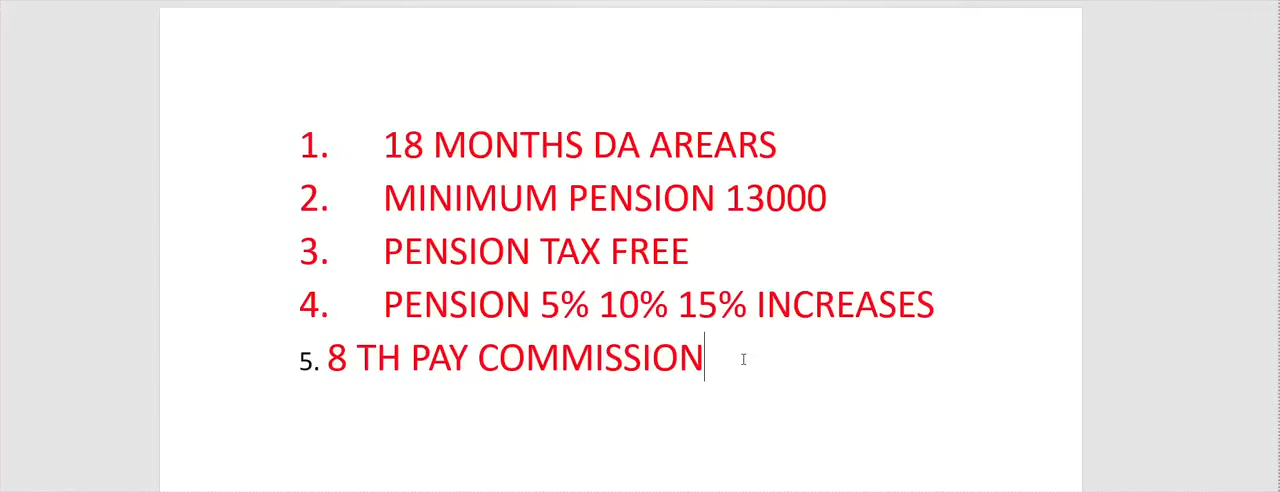 1. 18 MONTHS DA AREARS
2. MINIMUM PENSION 13000
3. PENSION TAX FREE
4. PENSION 5% 10% 15% INCREASES
5. 8 TH PAY COMMISSION